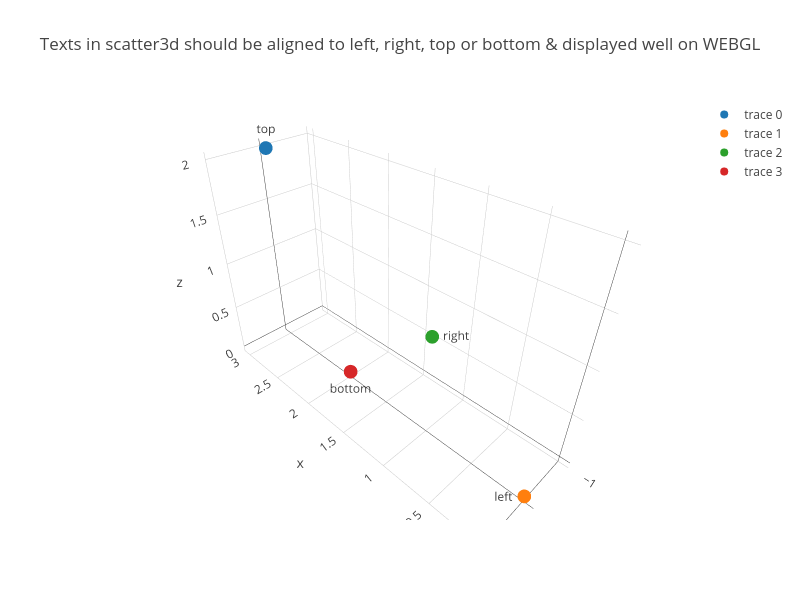 Texts in scatter3d should be aligned to left, right, top or bottom & displayed well on WEBGL
trace 0
trace 1
trace 2
trace 3
top
2
1.5
1
z
0.5
0
3
2.5
2
1.5
x
1
right
bottom
left
−1